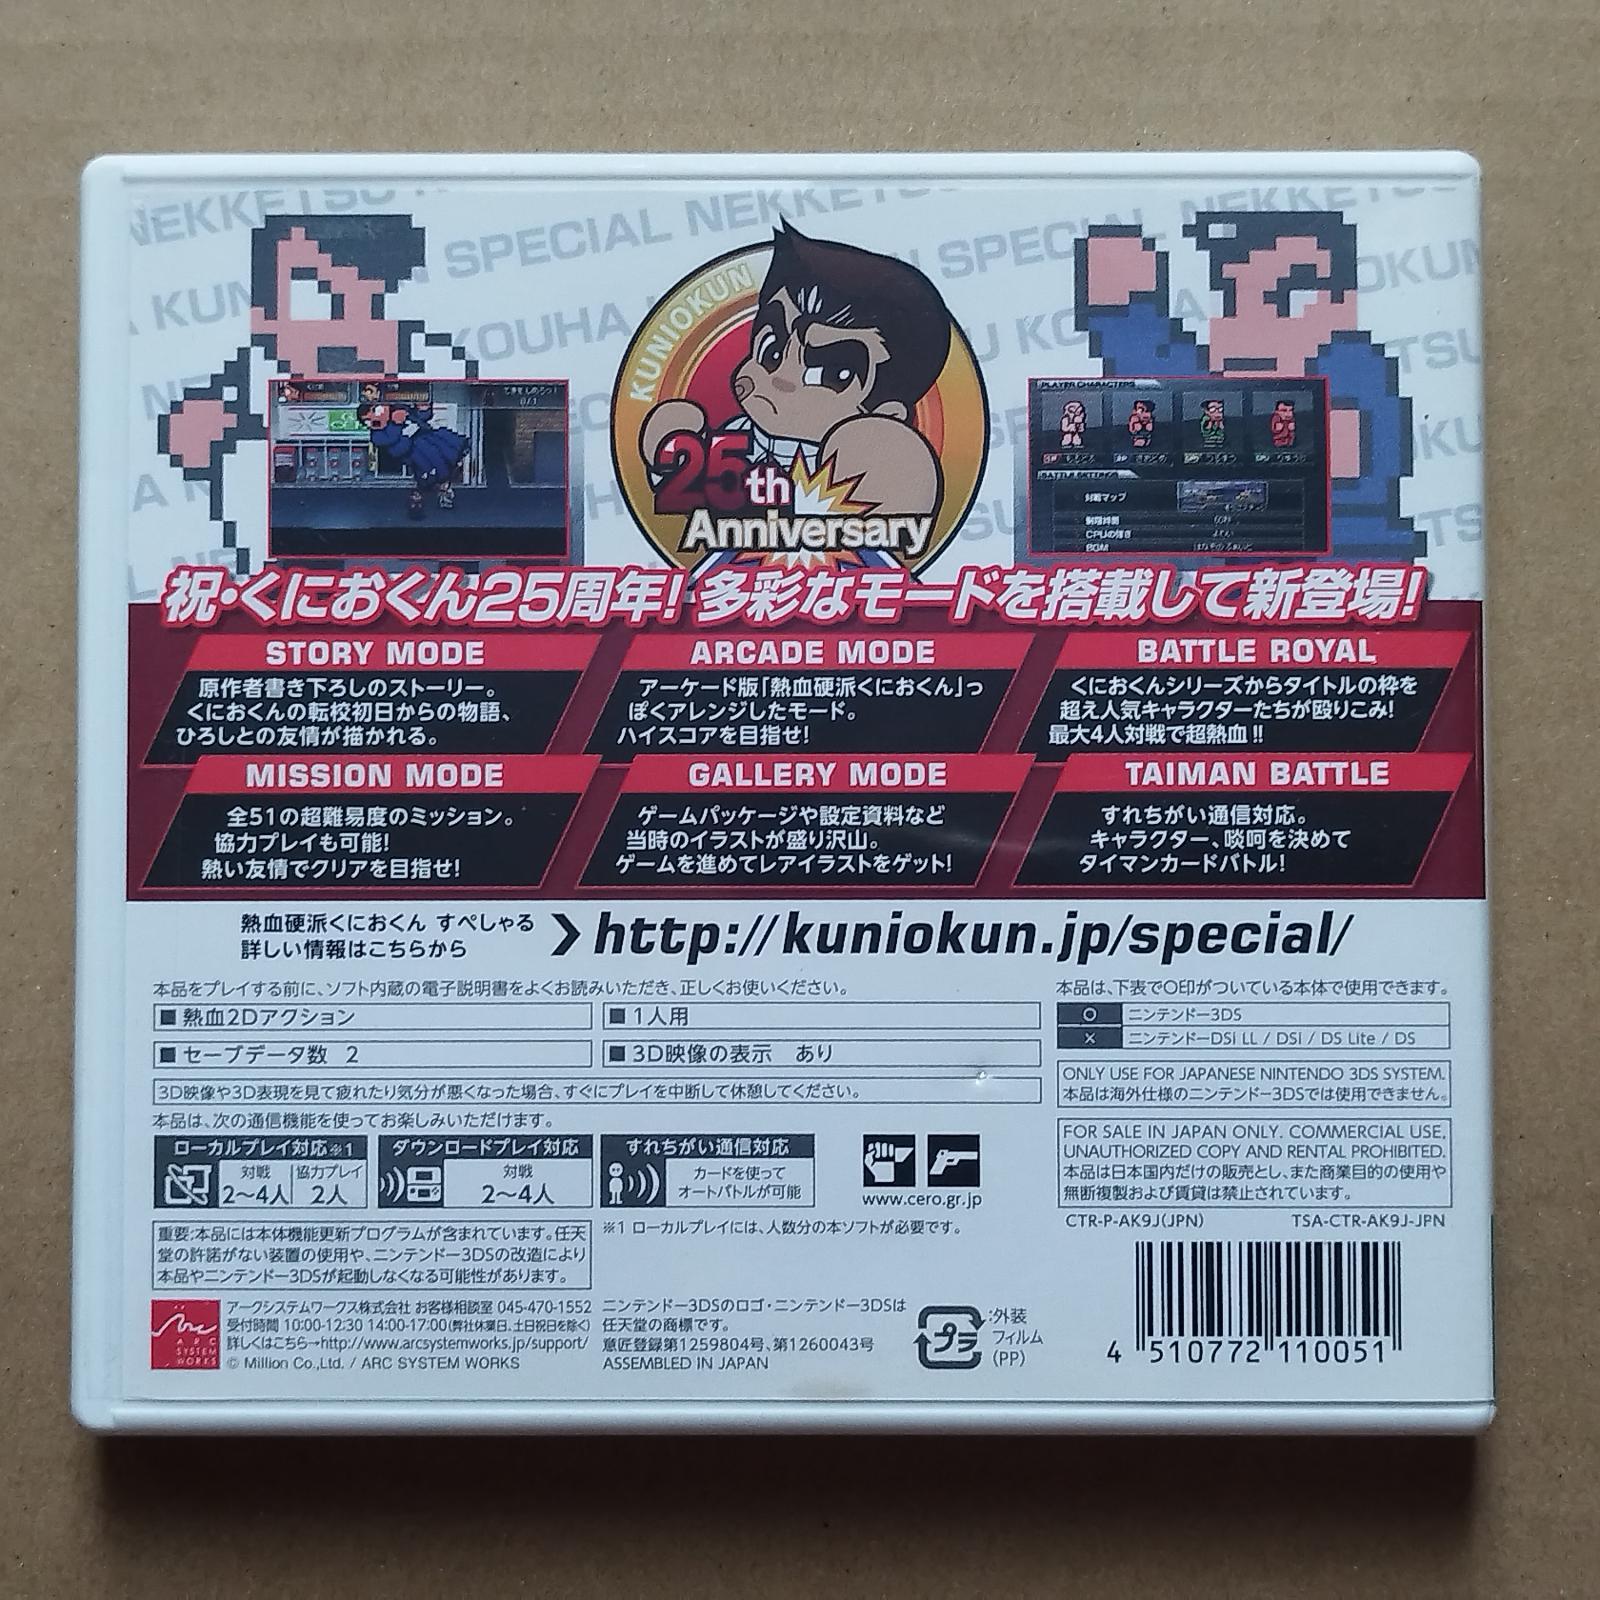 NEKKETSU
SPECIAL NEKKETSU
SPECIAL NEKKETSU
KOUHA
KUNIOKUN
25th
Anniversary
PLAYER CHARACTERS
BATTLE SETTINGS
対戦マップ
制限時間
CPUの強さ
BGM
祝・くにおくん25周年! 多彩なモードを搭載して新登場!
STORY MODE
原作者書き下ろしのストーリー。
くにおくんの転校初日からの物語、
ひろしとの友情が描かれる。
ARCADE MODE
アーケード版「熱血硬派くにおくん」っ
ぽくアレンジしたモード。
ハイスコアを目指せ!
BATTLE ROYAL
くにおくんシリーズからタイトルの枠を
超え人気キャラクターたちが殴りこみ!
最大4人対戦で超熱血!!
MISSION MODE
全51の超難易度のミッション。
協力プレイも可能!
熱い友情でクリアを目指せ!
GALLERY MODE
ゲームパッケージや設定資料など
当時のイラストが盛り沢山。
ゲームを進めてレアイラストをゲット!
TAIMAN BATTLE
すれちがい通信対応。
キャラクター、啖呵を決めて
タイマンカードバトル!
熱血硬派くにおくん すぺしゃる
詳しい情報はこちらから
http://kuniokun.jp/special/
本品をプレイする前に、ソフト内蔵の電子説明書をよくお読みいただき、正しくお使いください。
■ 熱血2Dアクション
■ 1人用
■ セーブデータ数 2
■ 3D映像の表示 あり
3D映像や3D表現を見て疲れたり気分が悪くなった場合、すぐにプレイを中断して休憩してください。
本品は、次の通信機能を使ってお楽しみいただけます。
ローカルプレイ対応※1
対戦
2〜4人
協力プレイ
2人
ダウンロードプレイ対応
対戦
2〜4人
すれちがい通信対応
カードを使って
オートバトルが可能
www.cero.gr.jp
※1 ローカルプレイには、人数分の本ソフトが必要です。
重要:本品には本体機能更新プログラムが含まれています。任天
堂の許諾がない装置の使用や、ニンテンドー3DSの改造により
本品やニンテンドー3DSが起動しなくなる可能性があります。
ARC
SYSTEM
WORKS
アークシステムワークス株式会社 お客様相談室 045-470-1552
受付時間 10:00-12:30 14:00-17:00(弊社休業日、土日祝日を除く)
詳しくはこちら→http://www.arcsystemworks.jp/support/
© Million Co.,Ltd. / ARC SYSTEM WORKS
ニンテンドー3DSのロゴ・ニンテンドー3DSは
任天堂の商標です。
意匠登録第1259804号、第1260043号
ASSEMBLED IN JAPAN
プラ
:外装
フィルム
(PP)
本品は、下表で○印がついている本体で使用できます。
○ ニンテンドー3DS
× ニンテンドーDSi LL / DSi / DS Lite / DS
ONLY USE FOR JAPANESE NINTENDO 3DS SYSTEM.
本品は海外仕様のニンテンドー3DSでは使用できません。
FOR SALE IN JAPAN ONLY. COMMERCIAL USE,
UNAUTHORIZED COPY AND RENTAL PROHIBITED.
本品は日本国内だけの販売とし、また商業目的の使用や
無断複製および賃貸は禁止されています。
CTR-P-AK9J(JPN)
TSA-CTR-AK9J-JPN
4 510772 110051